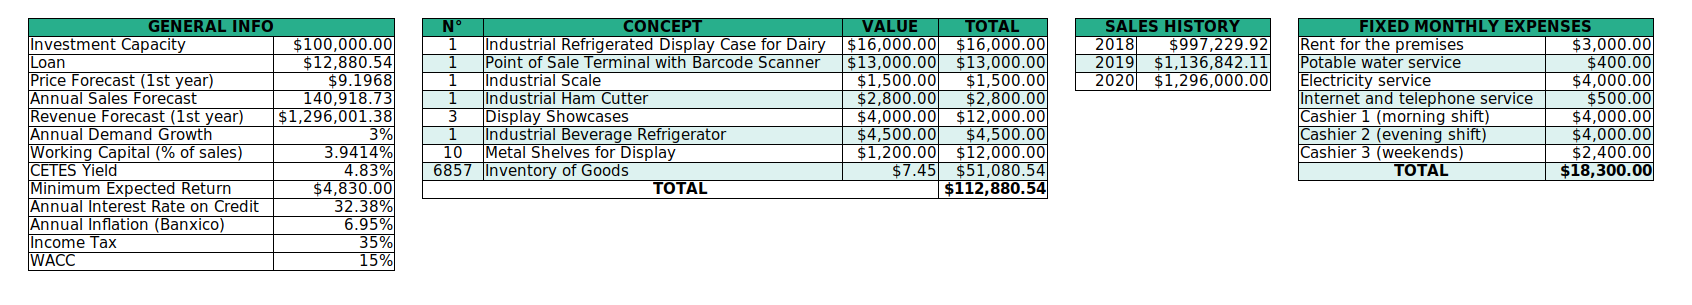 GENERAL INFO
Investment Capacity $100,000.00
Loan $12,880.54
Price Forecast (1st year) $9.1968
Annual Sales Forecast 140,918.73
Revenue Forecast (1st year) $1,296,001.38
Annual Demand Growth 3%
Working Capital (% of sales) 3.9414%
CETES Yield 4.83%
Minimum Expected Return $4,830.00
Annual Interest Rate on Credit 32.38%
Annual Inflation (Banxico) 6.95%
Income Tax 35%
WACC 15%
N° CONCEPT VALUE TOTAL
1 Industrial Refrigerated Display Case for Dairy $16,000.00 $16,000.00
1 Point of Sale Terminal with Barcode Scanner $13,000.00 $13,000.00
1 Industrial Scale $1,500.00 $1,500.00
1 Industrial Ham Cutter $2,800.00 $2,800.00
3 Display Showcases $4,000.00 $12,000.00
1 Industrial Beverage Refrigerator $4,500.00 $4,500.00
10 Metal Shelves for Display $1,200.00 $12,000.00
6857 Inventory of Goods $7.45 $51,080.54
TOTAL $112,880.54
SALES HISTORY
2018 $997,229.92
2019 $1,136,842.11
2020 $1,296,000.00
FIXED MONTHLY EXPENSES
Rent for the premises $3,000.00
Potable water service $400.00
Electricity service $4,000.00
Internet and telephone service $500.00
Cashier 1 (morning shift) $4,000.00
Cashier 2 (evening shift) $4,000.00
Cashier 3 (weekends) $2,400.00
TOTAL $18,300.00